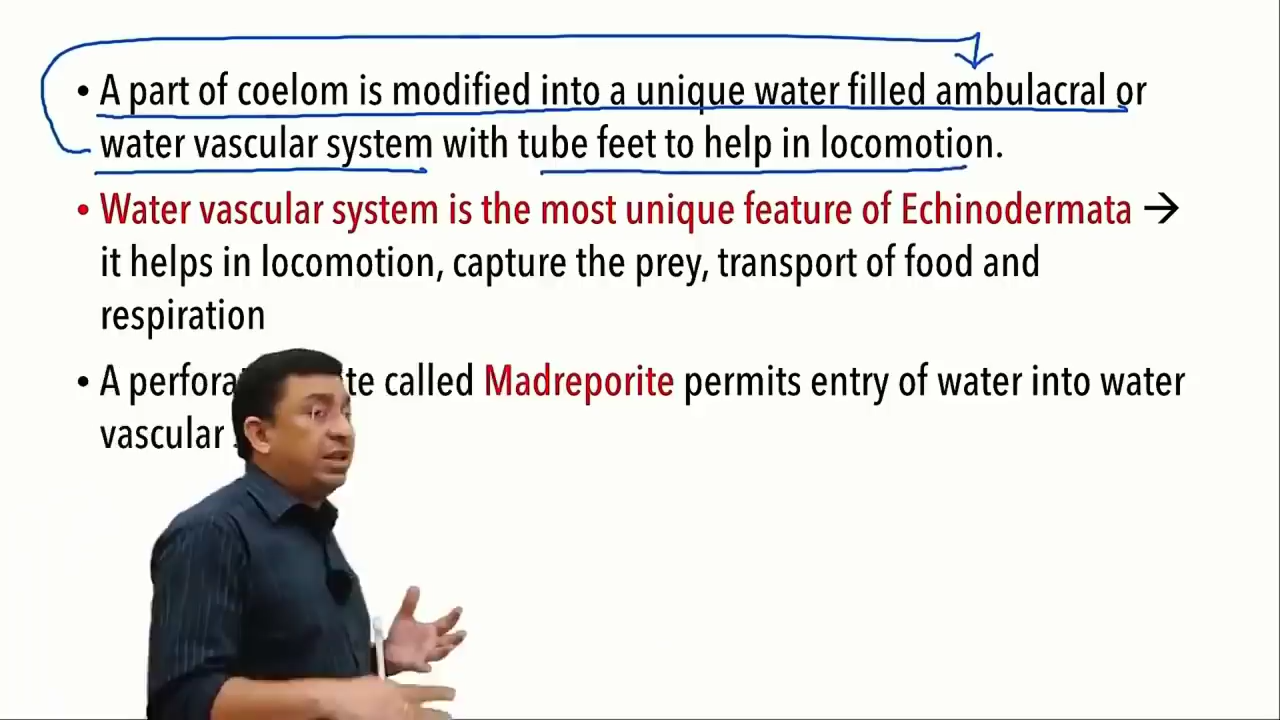 • A part of coelom is modified into a unique water filled ambulacral or
water vascular system with tube feet to help in locomotion.
• Water vascular system is the most unique feature of Echinodermata →
it helps in locomotion, capture the prey, transport of food and
respiration
• A called Madreporite permits entry of water into water
vascular